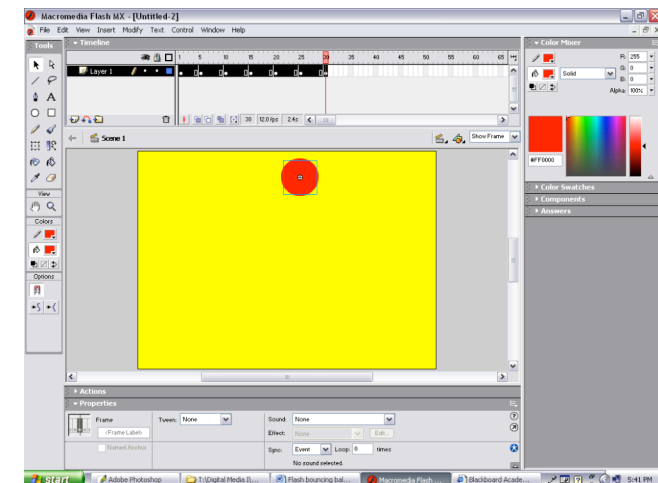 Macromedia Flash MX - [Untitled-2]
File Edit View Insert Modify Text Control Window Help
Tools
Timeline
1 5 10 15 20 25 30 35 40 45 50 55 60 65
Layer 1
30 12.0 fps 2.4s
Scene 1
Show Frame
View
Colors
Options
Color Mixer
R: 255
Solid
G: 0
B: 0
Alpha: 100%
#FF0000
Color Swatches
Components
Answers
Actions
Properties
Frame
Tween: None
Sound: None
<Frame Label>
Effect: None
Edit...
Named Anchor
Sync: Event Loop: 0 times
No sound selected.
start
Adobe Photoshop
T:\Digital Media I\...
Flash bouncing bal...
Macromedia Flash ...
Blackboard Acade...
5:41 PM